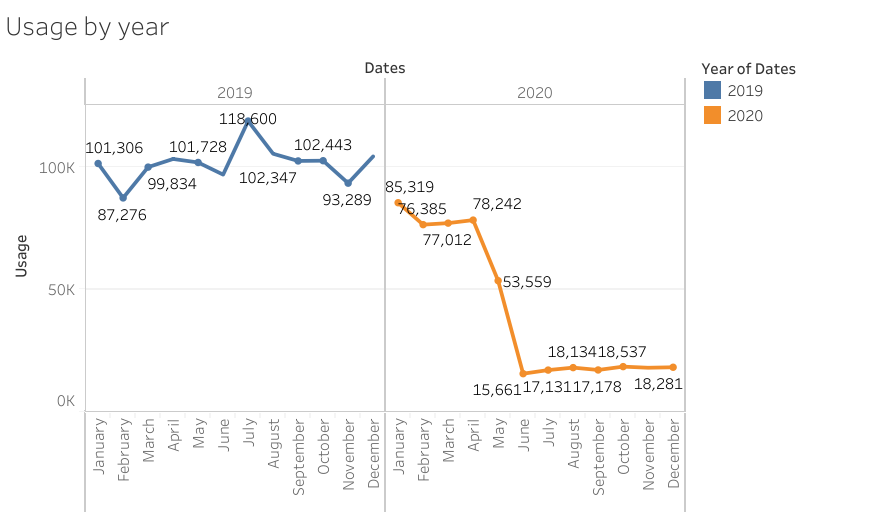 Usage by year
Dates
Year of Dates
2019
2020
2019
2020
118,600
101,306
101,728
102,443
100K
99,834
102,347
93,289
87,276
85,319
76,385
78,242
77,012
Usage
50K
53,559
18,134
18,537
15,661
17,131
17,178
18,281
0K
January
February
March
April
May
June
July
August
September
October
November
December
January
February
March
April
May
June
July
August
September
October
November
December